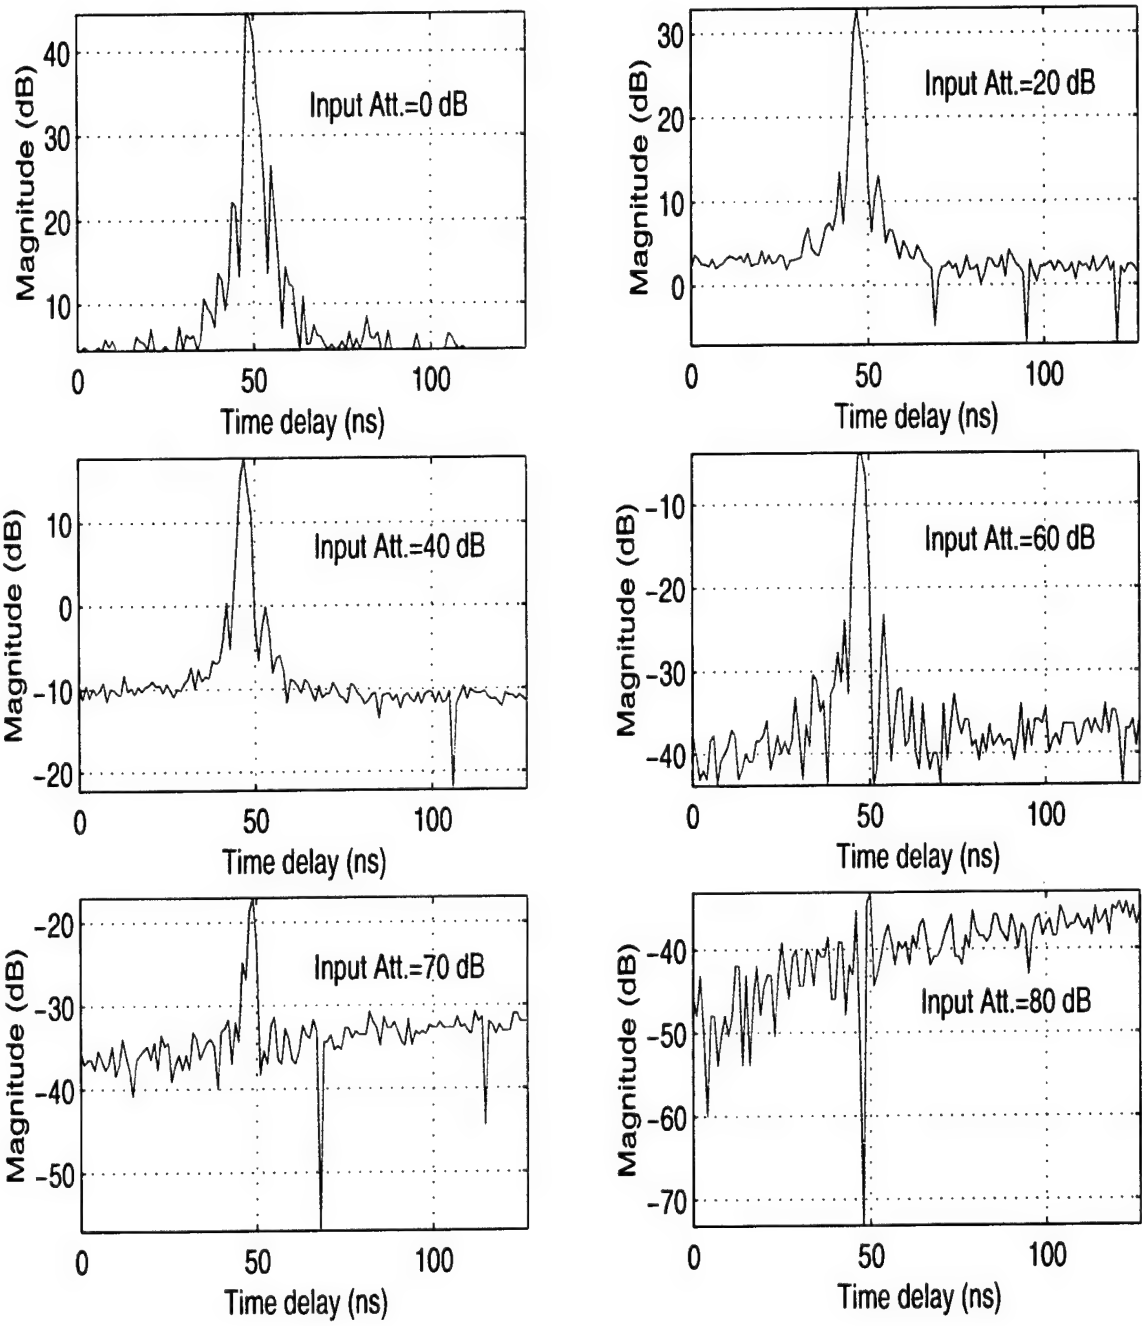 Magnitude (dB)
40
30
20
10
Input Att.=0 dB
0
50
100
Time delay (ns)
Magnitude (dB)
30
20
10
0
Input Att.=20 dB
0
50
100
Time delay (ns)
Magnitude (dB)
10
0
−10
−20
Input Att.=40 dB
0
50
100
Time delay (ns)
Magnitude (dB)
−10
−20
−30
−40
Input Att.=60 dB
0
50
100
Time delay (ns)
Magnitude (dB)
−20
−30
−40
−50
Input Att.=70 dB
0
50
100
Time delay (ns)
Magnitude (dB)
−40
−50
−60
−70
Input Att.=80 dB
0
50
100
Time delay (ns)